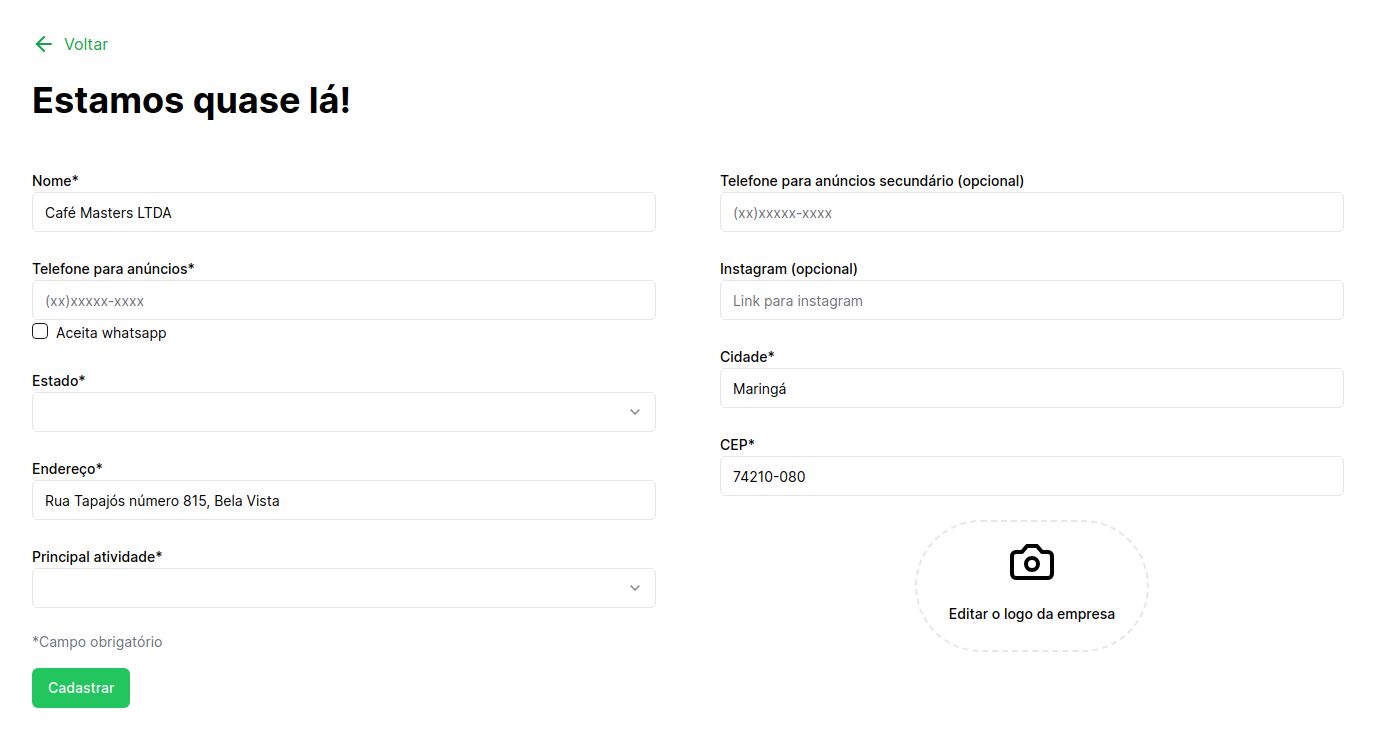 Voltar
Estamos quase lá!
Nome*
Café Masters LTDA
Telefone para anúncios*
(xx)xxxxx-xxxx
Aceita whatsapp
Estado*
Endereço*
Rua Tapajós número 815, Bela Vista
Principal atividade*
*Campo obrigatório
Cadastrar
Telefone para anúncios secundário (opcional)
(xx)xxxxx-xxxx
Instagram (opcional)
Link para instagram
Cidade*
Maringá
CEP*
74210-080
Editar o logo da empresa